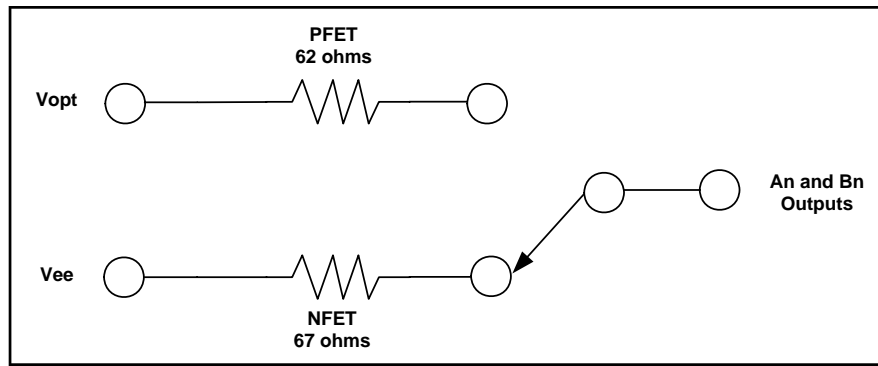 PFET
62 ohms
Vopt
An and Bn
Outputs
Vee
NFET
67 ohms